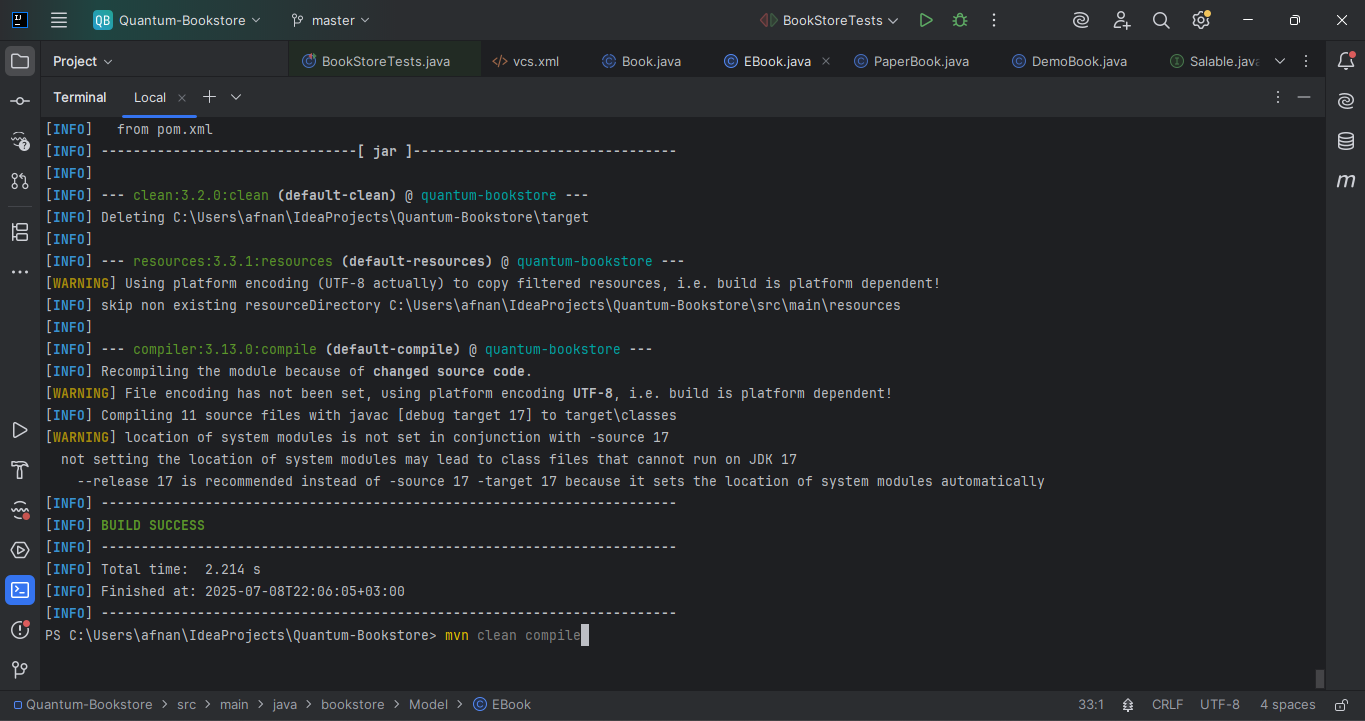 QB Quantum-Bookstore master BookStoreTests
Project BookStoreTests.java vcs.xml Book.java EBook.java PaperBook.java DemoBook.java Salable.java
Terminal Local
[INFO]   from pom.xml
[INFO] --------------------------------[ jar ]---------------------------------
[INFO]
[INFO] --- clean:3.2.0:clean (default-clean) @ quantum-bookstore ---
[INFO] Deleting C:\Users\afnan\IdeaProjects\Quantum-Bookstore\target
[INFO]
[INFO] --- resources:3.3.1:resources (default-resources) @ quantum-bookstore ---
[WARNING] Using platform encoding (UTF-8 actually) to copy filtered resources, i.e. build is platform dependent!
[INFO] skip non existing resourceDirectory C:\Users\afnan\IdeaProjects\Quantum-Bookstore\src\main\resources
[INFO]
[INFO] --- compiler:3.13.0:compile (default-compile) @ quantum-bookstore ---
[INFO] Recompiling the module because of changed source code.
[WARNING] File encoding has not been set, using platform encoding UTF-8, i.e. build is platform dependent!
[INFO] Compiling 11 source files with javac [debug target 17] to target\classes
[WARNING] location of system modules is not set in conjunction with -source 17
  not setting the location of system modules may lead to class files that cannot run on JDK 17
    --release 17 is recommended instead of -source 17 -target 17 because it sets the location of system modules automatically
[INFO] ------------------------------------------------------------------------
[INFO] BUILD SUCCESS
[INFO] ------------------------------------------------------------------------
[INFO] Total time:  2.214 s
[INFO] Finished at: 2025-07-08T22:06:05+03:00
[INFO] ------------------------------------------------------------------------
PS C:\Users\afnan\IdeaProjects\Quantum-Bookstore> mvn clean compile
Quantum-Bookstore > src > main > java > bookstore > Model > EBook 33:1 CRLF UTF-8 4 spaces